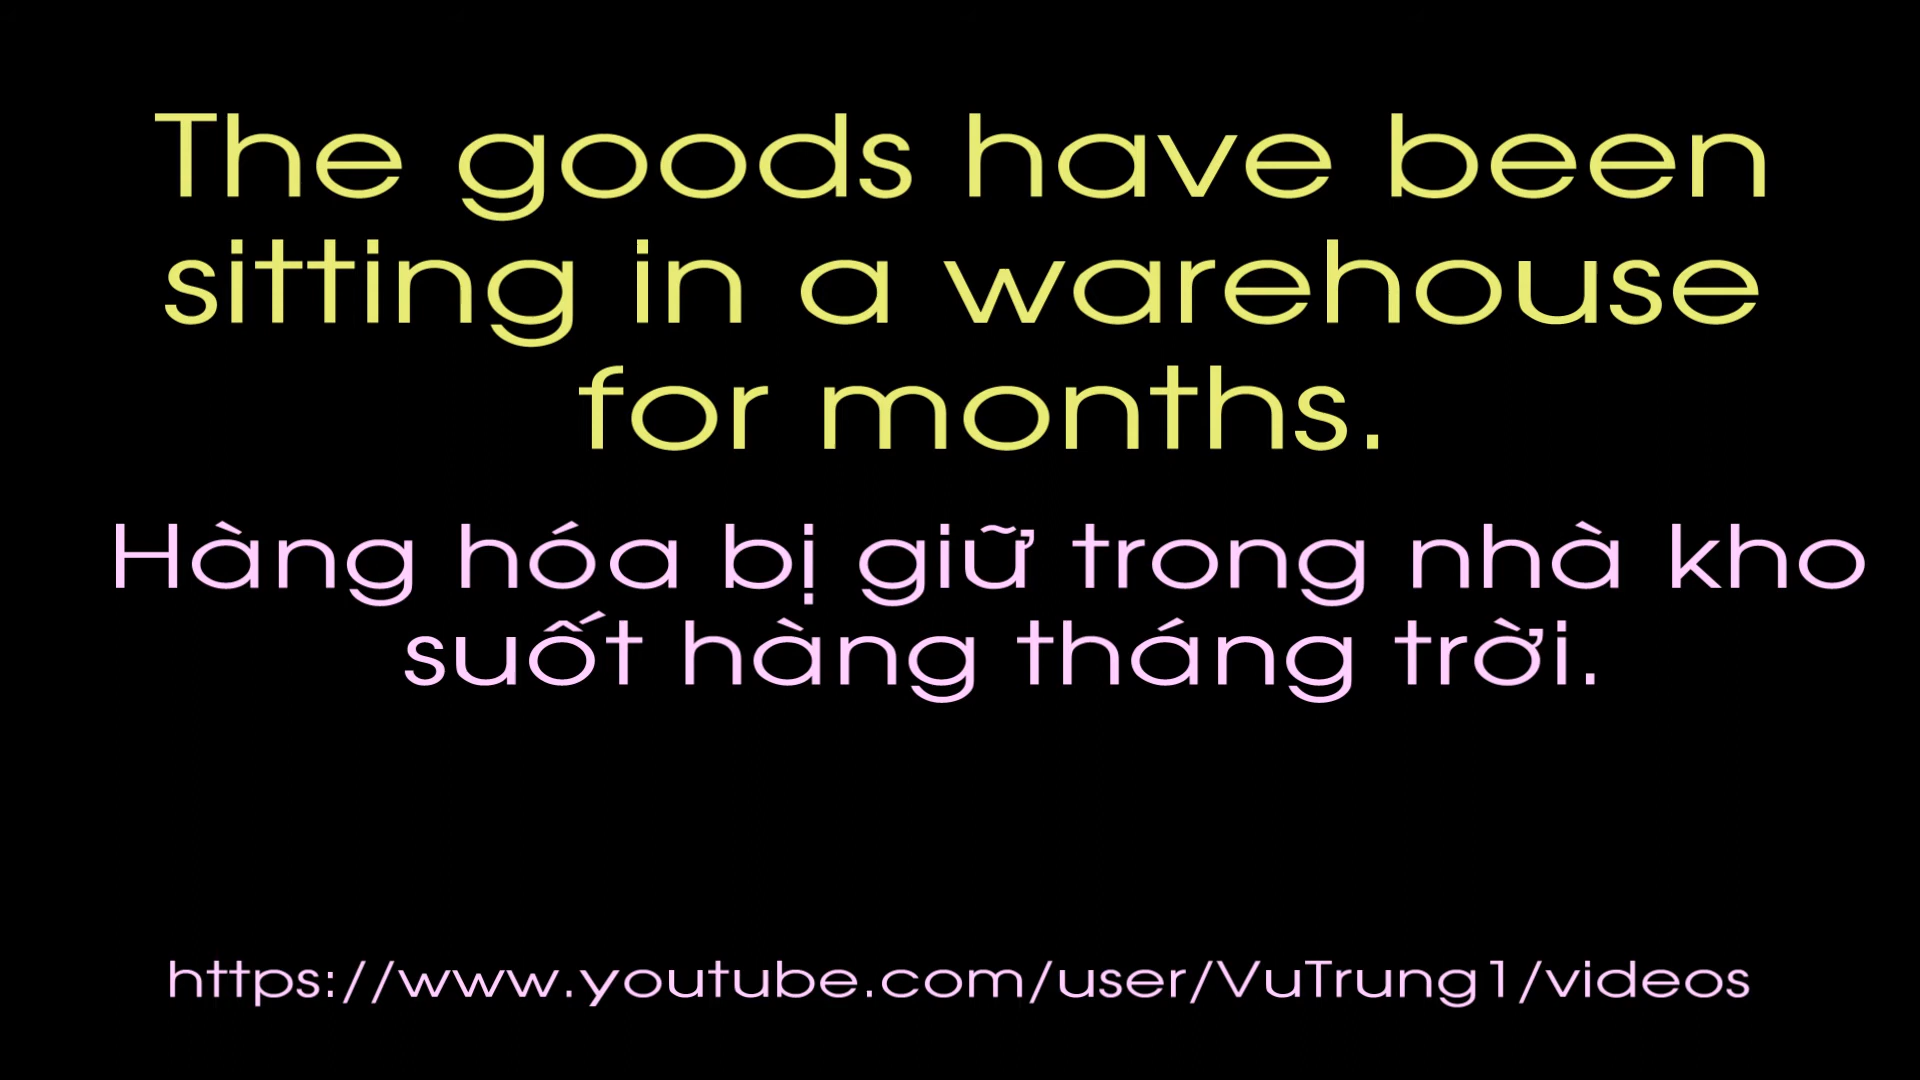 The goods have been
sitting in a warehouse
for months.
Hàng hóa bị giữ trong nhà kho
suốt hàng tháng trời.
https://www.youtube.com/user/VuTrung1/videos